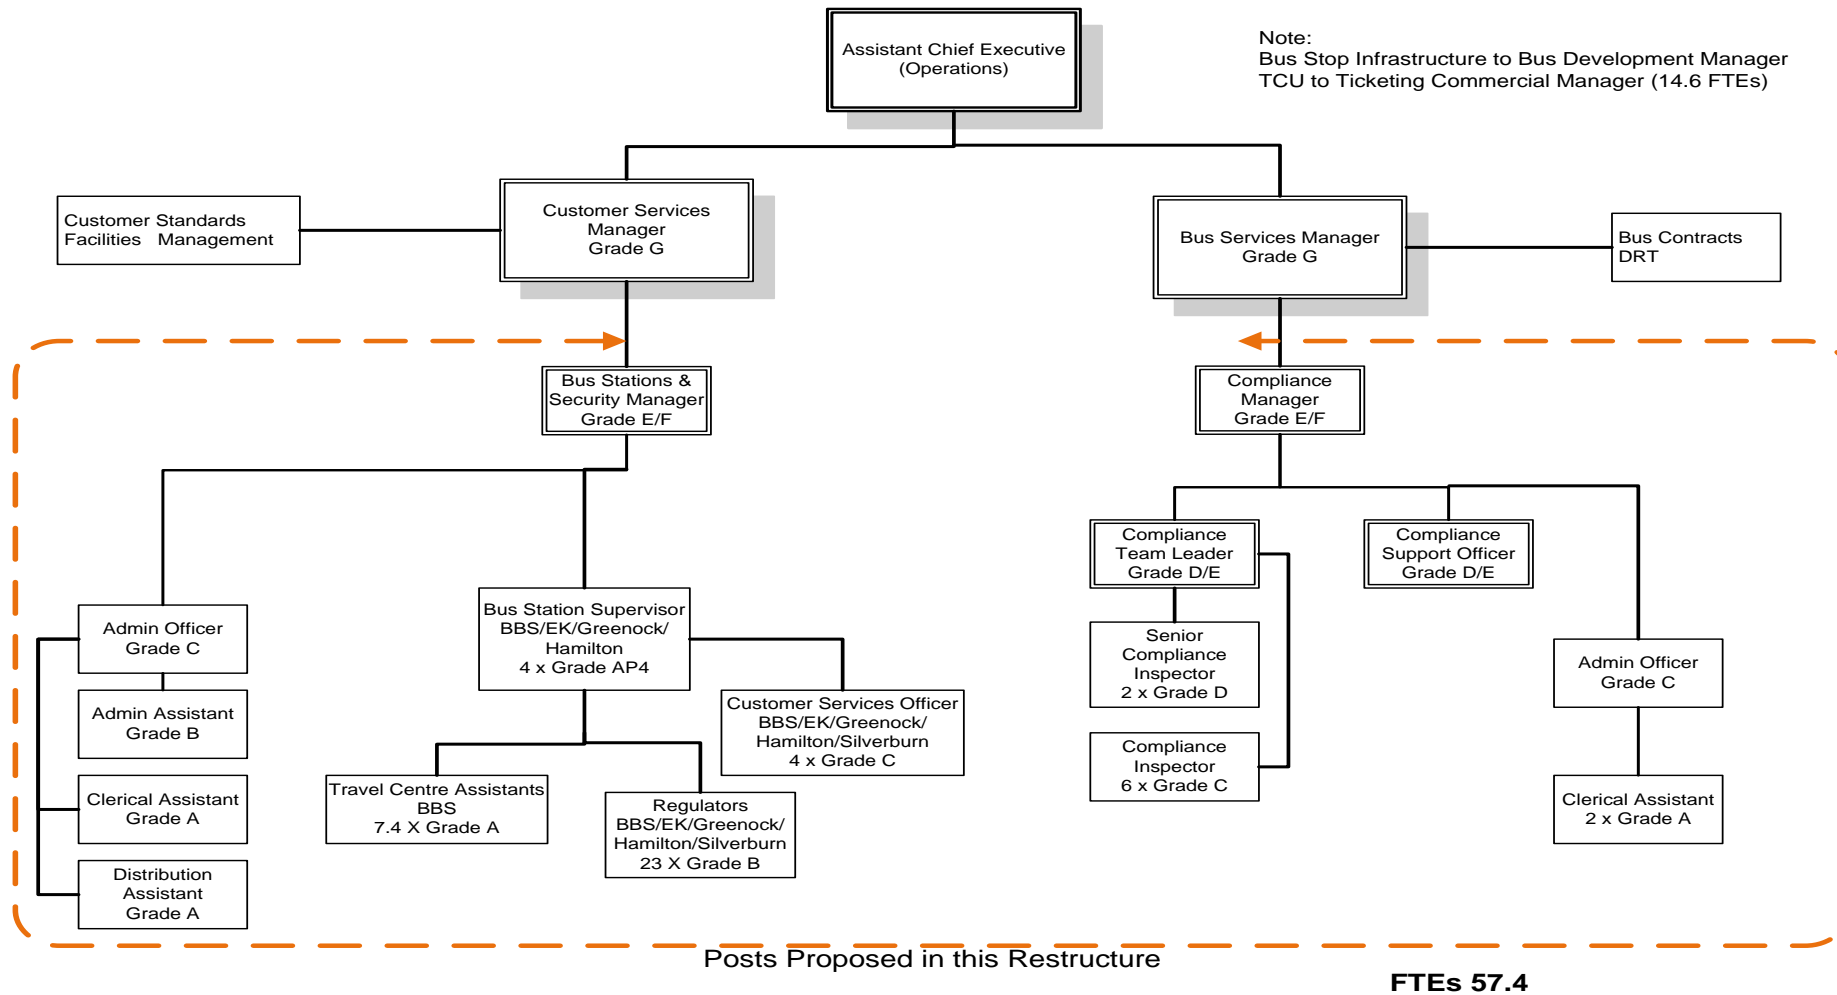 Assistant Chief Executive
(Operations)
Note:
Bus Stop Infrastructure to Bus Development Manager
TCU to Ticketing Commercial Manager (14.6 FTEs)
Customer Standards
Facilities Management
Customer Services
Manager
Grade G
Bus Services Manager
Grade G
Bus Contracts
DRT
Bus Stations &
Security Manager
Grade E/F
Compliance
Manager
Grade E/F
Admin Officer
Grade C
Admin Assistant
Grade B
Clerical Assistant
Grade A
Distribution
Assistant
Grade A
Bus Station Supervisor
BBS/EK/Greenock/
Hamilton
4 x Grade AP4
Customer Services Officer
BBS/EK/Greenock/
Hamilton/Silverburn
4 x Grade C
Travel Centre Assistants
BBS
7.4 X Grade A
Regulators
BBS/EK/Greenock/
Hamilton/Silverburn
23 X Grade B
Compliance
Team Leader
Grade D/E
Compliance
Support Officer
Grade D/E
Senior
Compliance
Inspector
2 x Grade D
Compliance
Inspector
6 x Grade C
Admin Officer
Grade C
Clerical Assistant
2 x Grade A
Posts Proposed in this Restructure
FTEs 57.4